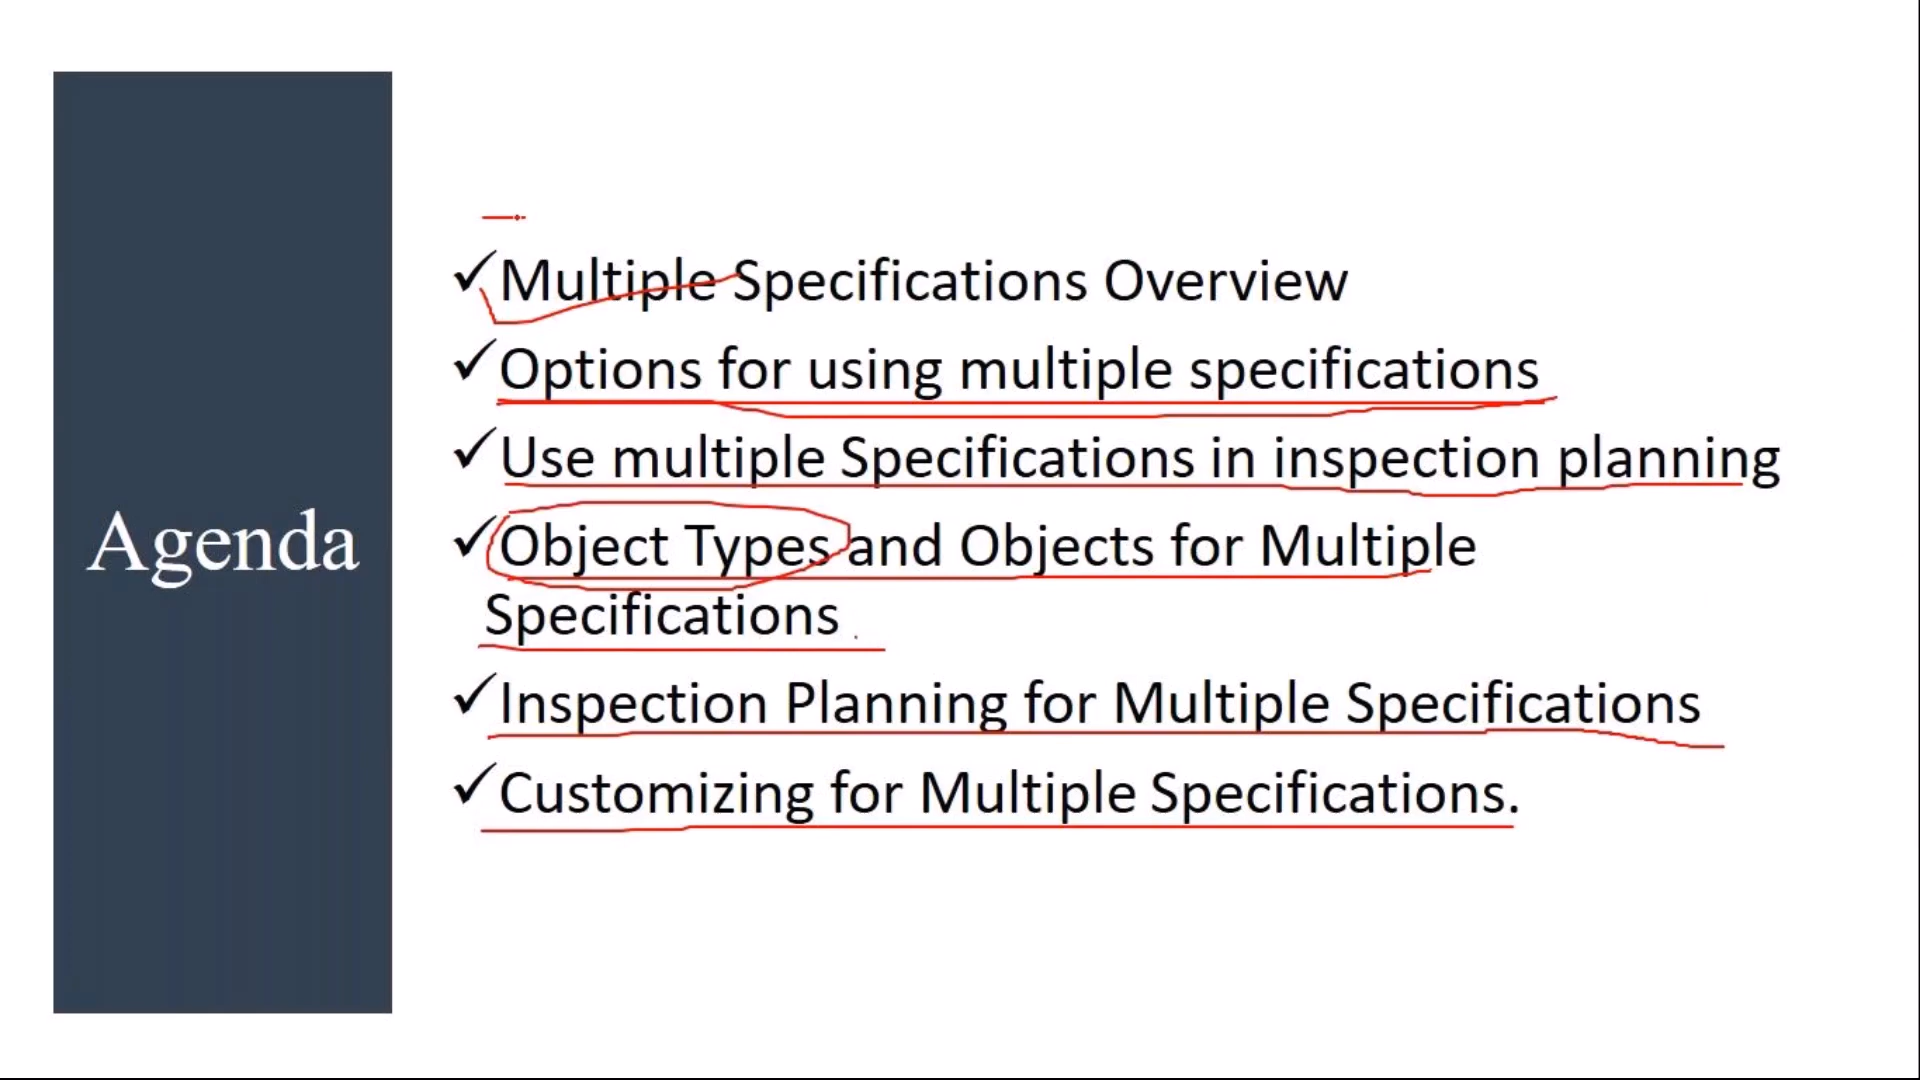 Agenda
Multiple Specifications Overview
Options for using multiple specifications
Use multiple Specifications in inspection planning
Object Types and Objects for Multiple
Specifications
Inspection Planning for Multiple Specifications
Customizing for Multiple Specifications.